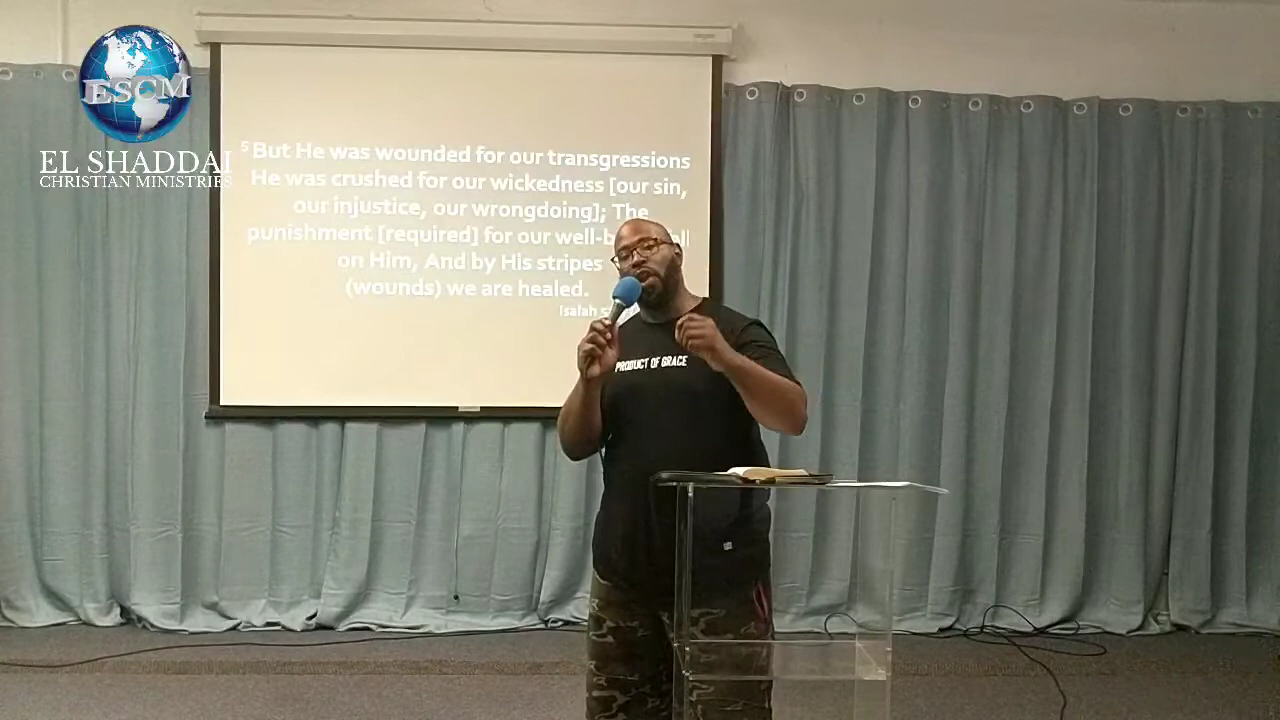 ESCM
EL SHADDAI
CHRISTIAN MINISTRIES
5 But He was wounded for our transgressions
He was crushed for our wickedness [our sin,
our injustice, our wrongdoing]; The
punishment [required] for our
on Him, And by His stripes
(wounds) we are healed.
Isaiah
PRODUCT OF GRACE